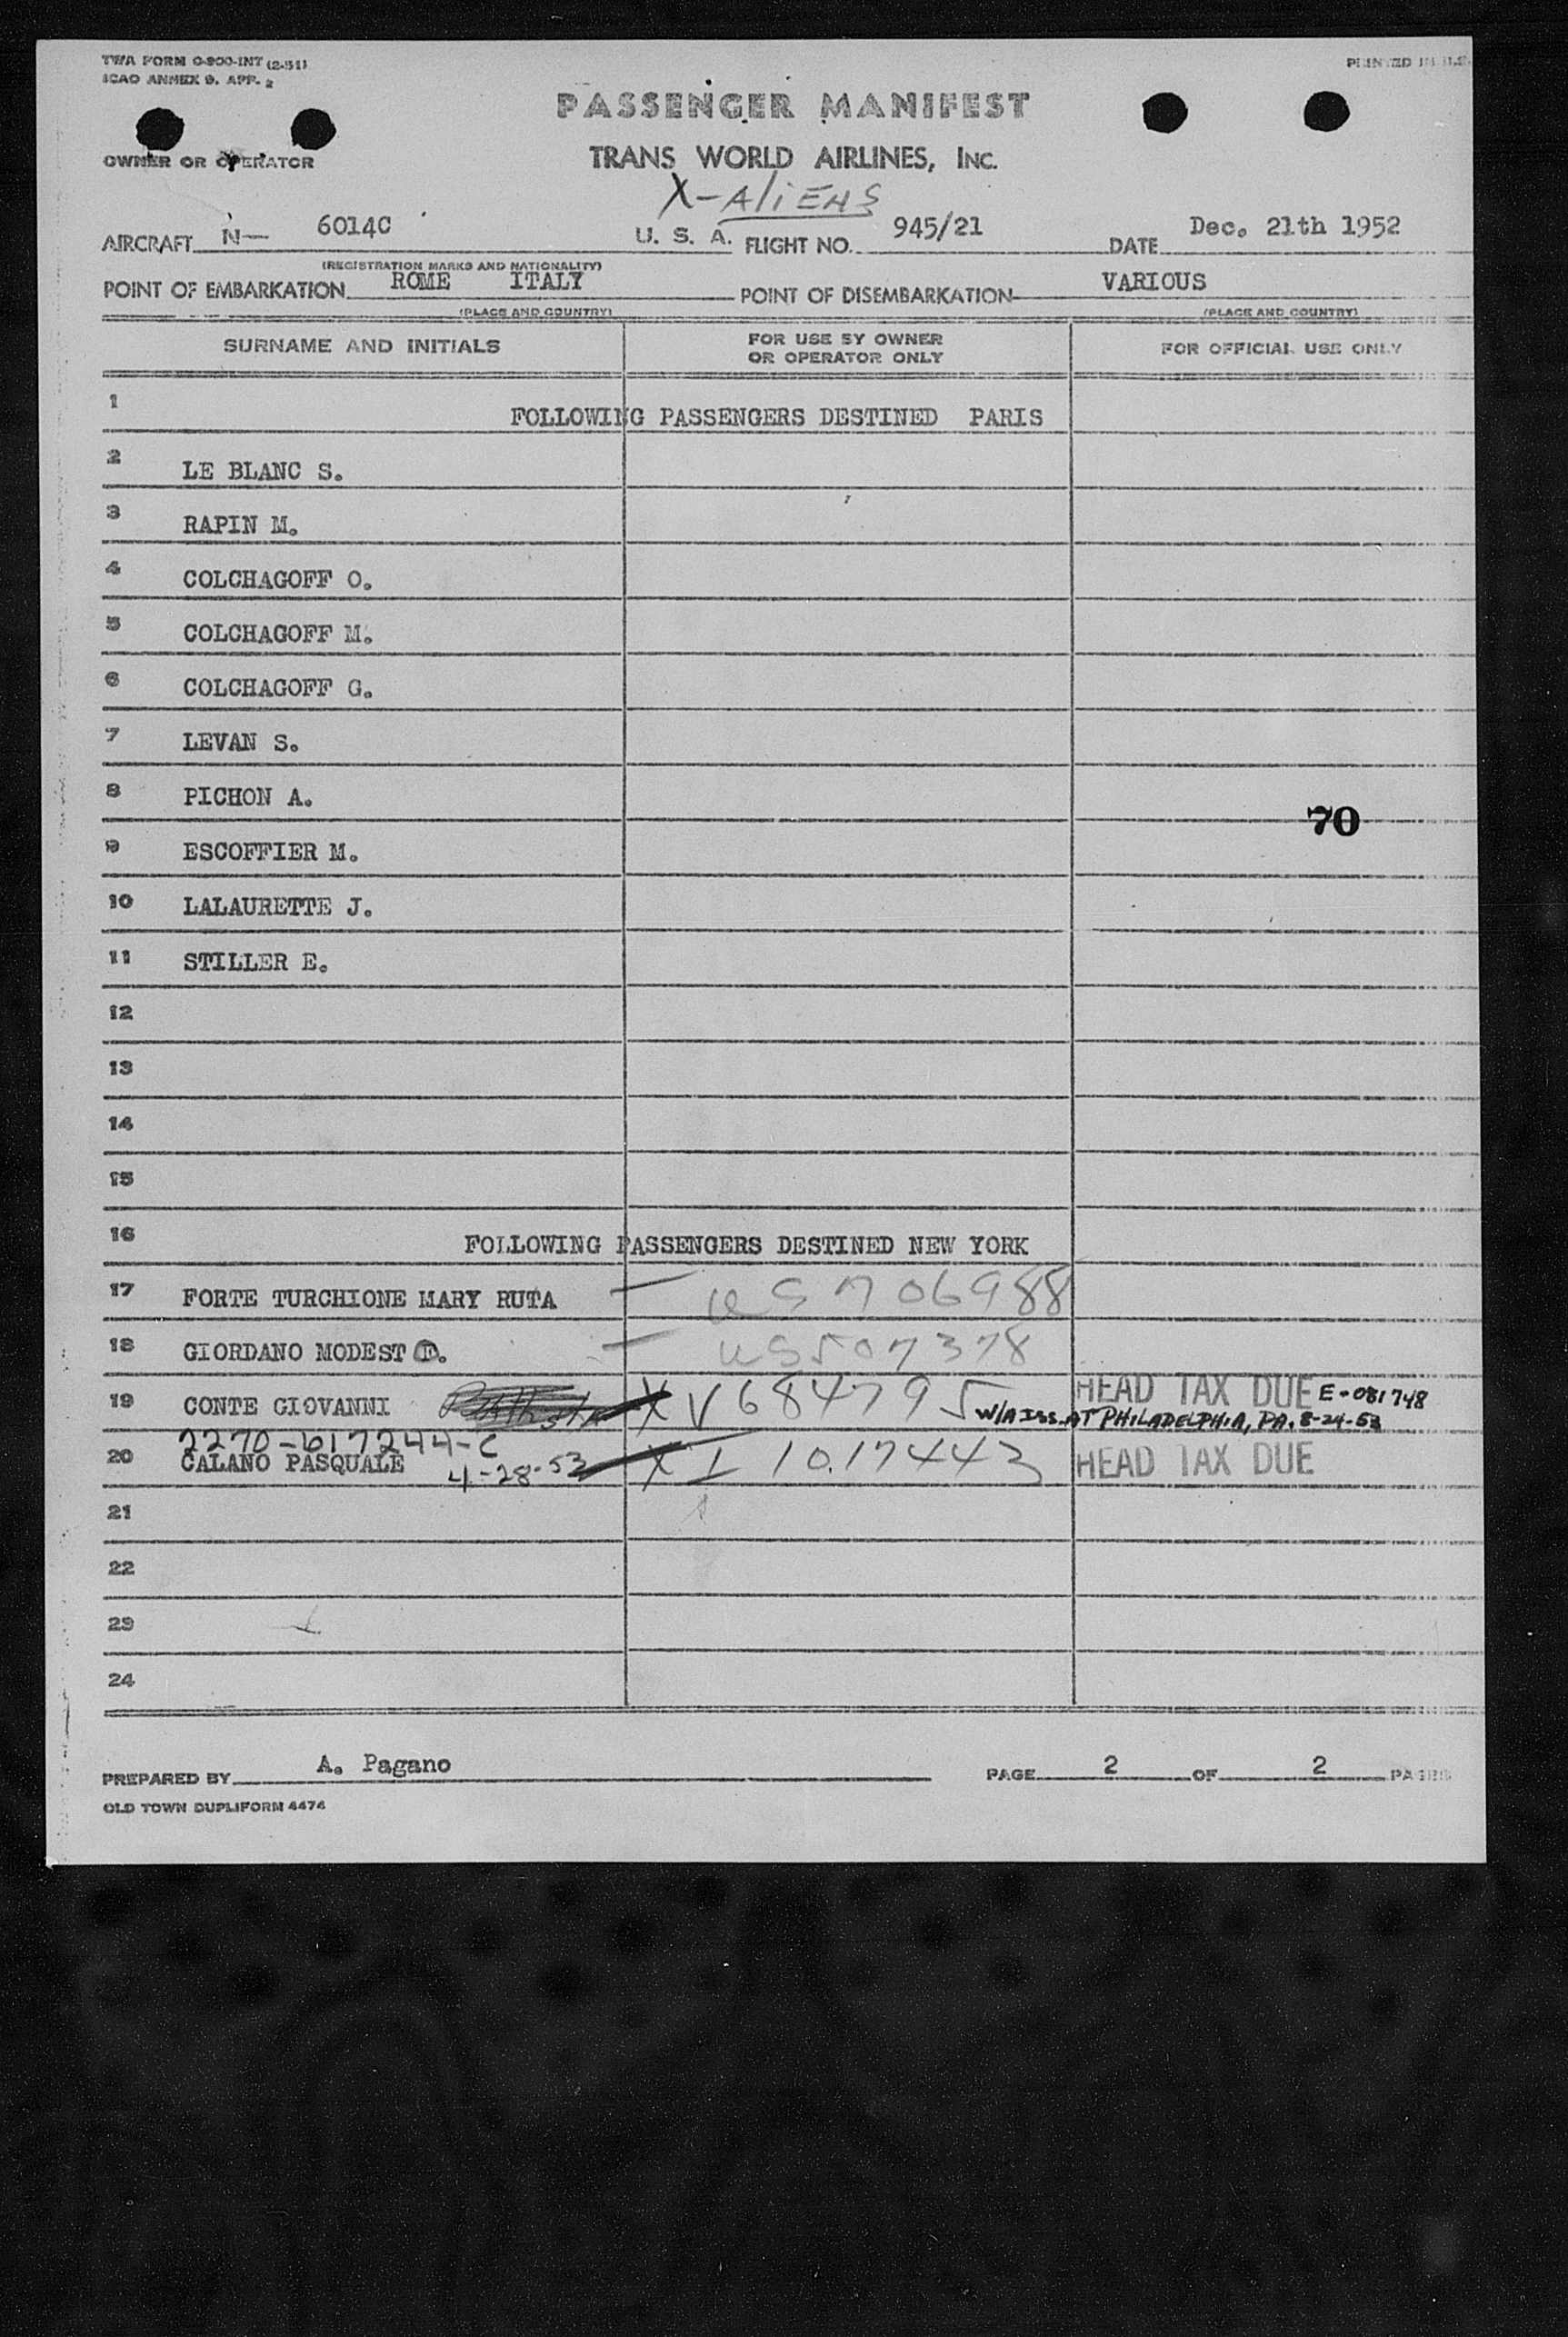 TWA FORM O-900-INT (2-51)
ICAO ANNEX 9. APP. 2
PRINTED IN U.S.
PASSENGER MANIFEST
OWNER OR OPERATOR
TRANS WORLD AIRLINES, INC.
X-ALiENS
AIRCRAFT N— 6014C U. S. A. FLIGHT NO. 945/21 DATE Dec. 21th 1952
(REGISTRATION MARKS AND NATIONALITY)
POINT OF EMBARKATION ROME ITALY POINT OF DISEMBARKATION VARIOUS
(PLACE AND COUNTRY) (PLACE AND COUNTRY)
SURNAME AND INITIALS FOR USE BY OWNER OR OPERATOR ONLY FOR OFFICIAL USE ONLY
1 FOLLOWING PASSENGERS DESTINED PARIS
2 LE BLANC S.
3 RAPIN M.
4 COLCHAGOFF O.
5 COLCHAGOFF M.
6 COLCHAGOFF G.
7 LEVAN S.
8 PICHON A.
70
9 ESCOFFIER M.
10 LALAURETTE J.
11 STILLER E.
12
13
14
15
16 FOLLOWING PASSENGERS DESTINED NEW YORK
17 FORTE TURCHIONE MARY RUTA — US 706988
18 GIORDANO MODEST — US507378
19 CONTE GIOVANNI X V684795 HEAD TAX DUE E-081748
W/A ISS. AT PHILADELPHIA, PA. 8-24-53
2270-617244-C
20 CALANO PASQUALE 4-28-53 X I 1017443 HEAD TAX DUE
21
22
23
24
PREPARED BY A. Pagano PAGE 2 OF 2 PAGES
OLD TOWN DUPLIFORM 4474